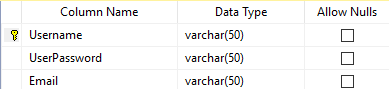 Column Name Data Type Allow Nulls
Username varchar(50)
UserPassword varchar(50)
Email varchar(50)